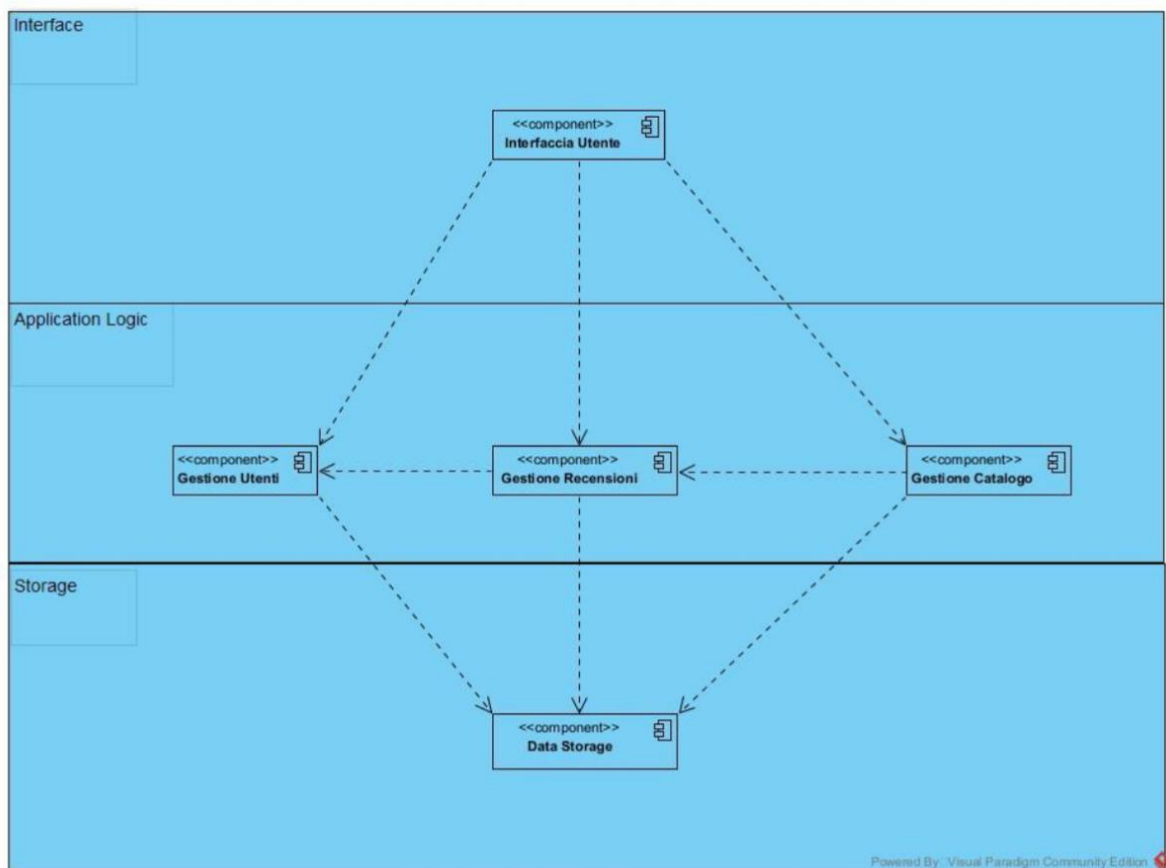 Interface
<<component>>
Interfaccia Utente
Application Logic
<<component>>
Gestione Utenti
<<component>>
Gestione Recensioni
<<component>>
Gestione Catalogo
Storage
<<component>>
Data Storage
Powered By: Visual Paradigm Community Edition